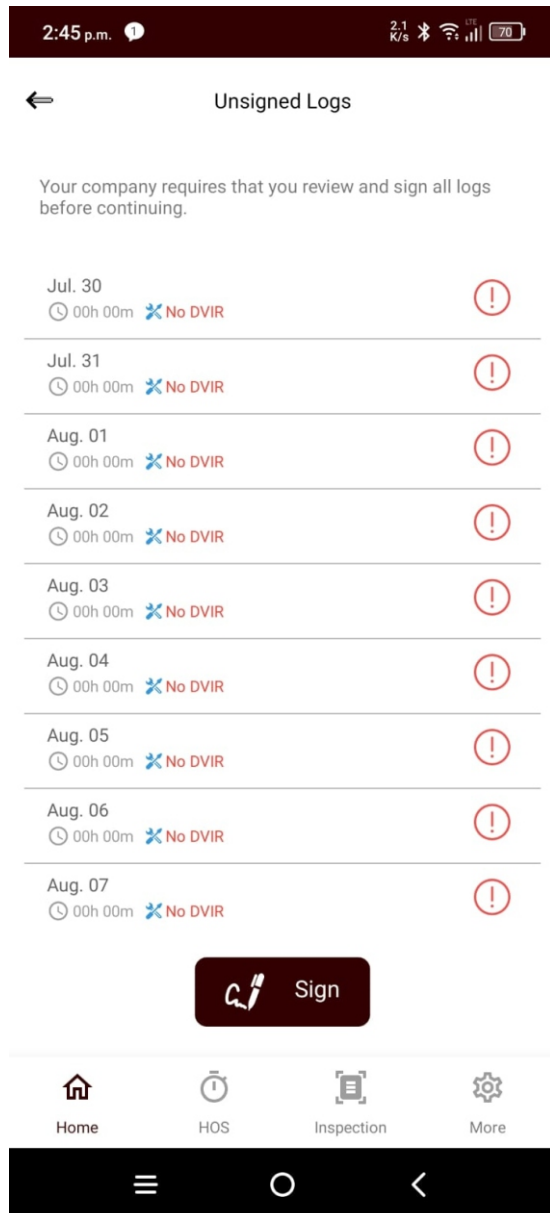 2:45 p.m. 1 2.1 K/s LTE 70
Unsigned Logs
Your company requires that you review and sign all logs
before continuing.
Jul. 30
00h 00m No DVIR
Jul. 31
00h 00m No DVIR
Aug. 01
00h 00m No DVIR
Aug. 02
00h 00m No DVIR
Aug. 03
00h 00m No DVIR
Aug. 04
00h 00m No DVIR
Aug. 05
00h 00m No DVIR
Aug. 06
00h 00m No DVIR
Aug. 07
00h 00m No DVIR
Sign
Home HOS Inspection More